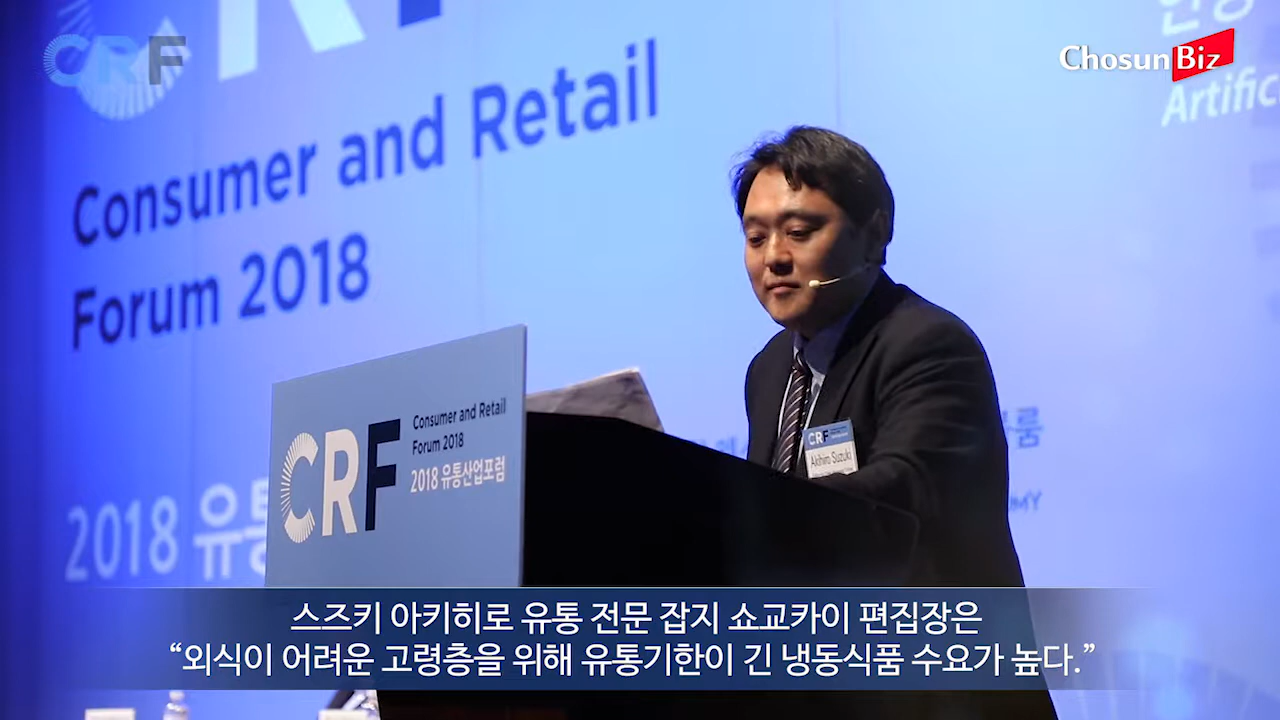 CRF
ChosunBiz
Consumer and Retail
Forum 2018
CRF
Consumer and Retail
Forum 2018
2018 유통산업포럼
CRF
Akihiro Suzuki
2018 유통
스즈키 아키히로 유통 전문 잡지 쇼교카이 편집장은
“외식이 어려운 고령층을 위해 유통기한이 긴 냉동식품 수요가 높다.”